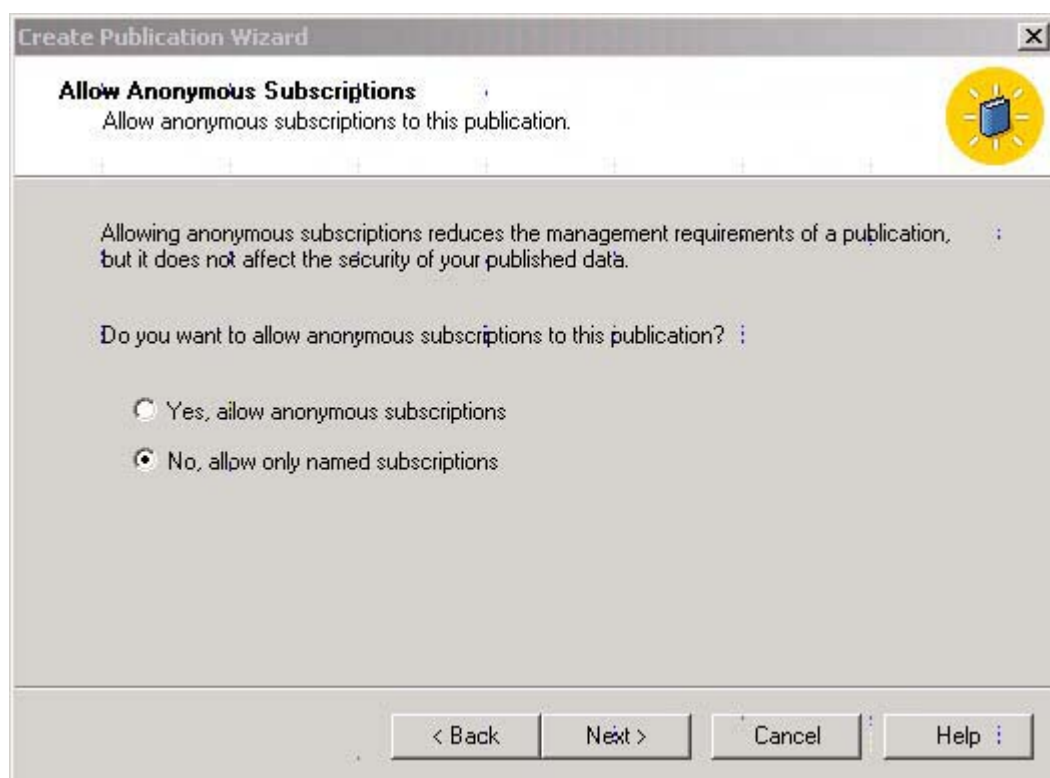 Create Publication Wizard
Allow Anonymous Subscriptions
Allow anonymous subscriptions to this publication.
Allowing anonymous subscriptions reduces the management requirements of a publication,
but it does not affect the security of your published data.
Do you want to allow anonymous subscriptions to this publication?
Yes, allow anonymous subscriptions
No, allow only named subscriptions
< Back
Next >
Cancel
Help